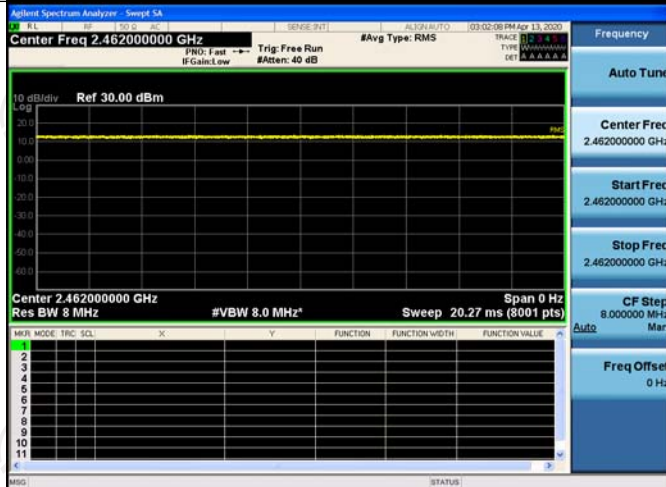 Agilent Spectrum Analyzer - Swept SA
RL RF 50 Ω AC SENSE:INT ALIGN AUTO 03:02:08 PM Apr 13, 2020
Center Freq 2.462000000 GHz
PNO: Fast
IFGain:Low
Trig: Free Run
#Atten: 40 dB
#Avg Type: RMS
TRACE 1 2 3 4 5 6
TYPE
DET A A A A A A
10 dB/div
Log
Ref 30.00 dBm
20.0
10.0
0.00
-10.0
-20.0
-30.0
-40.0
-50.0
-60.0
RMS
Center 2.462000000 GHz Span 0 Hz
Res BW 8 MHz #VBW 8.0 MHz* Sweep 20.27 ms (8001 pts)
MKR MODE TRC SCL X Y FUNCTION FUNCTION WIDTH FUNCTION VALUE
1
2
3
4
5
6
7
8
9
10
11
MSG STATUS
Frequency
Auto Tune
Center Freq
2.462000000 GHz
Start Freq
2.462000000 GHz
Stop Freq
2.462000000 GHz
CF Step
8.000000 MHz
Auto Man
Freq Offset
0 Hz